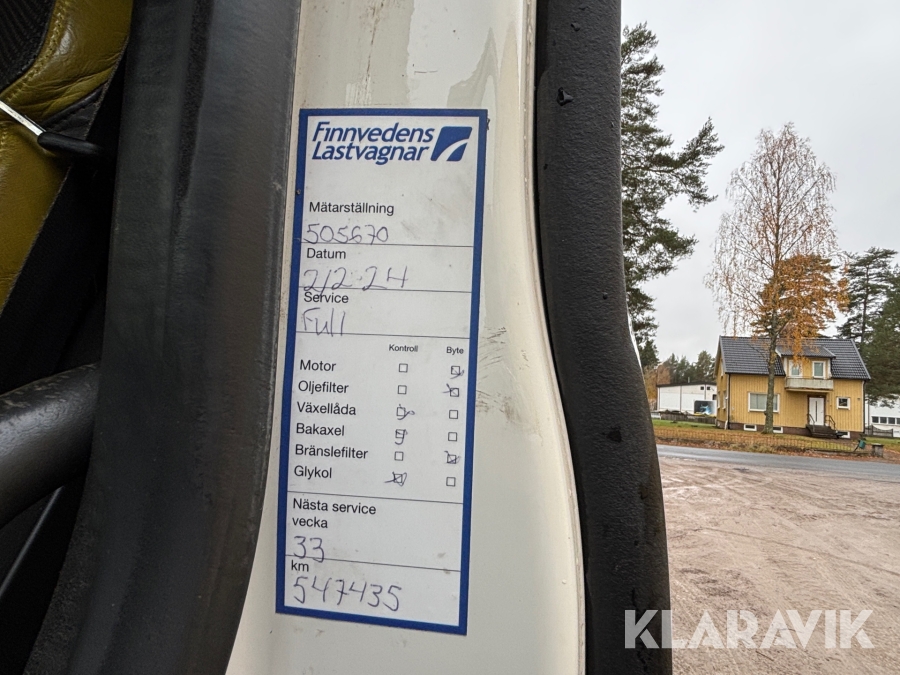 Finnvedens
Lastvagnar
Mätarställning
505670
Datum
2/2-24
Service
Full
Kontroll Byte
Motor
Oljefilter
Växellåda
Bakaxel
Bränslefilter
Glykol
Nästa service
vecka
33
km
547435
KLARAVIK